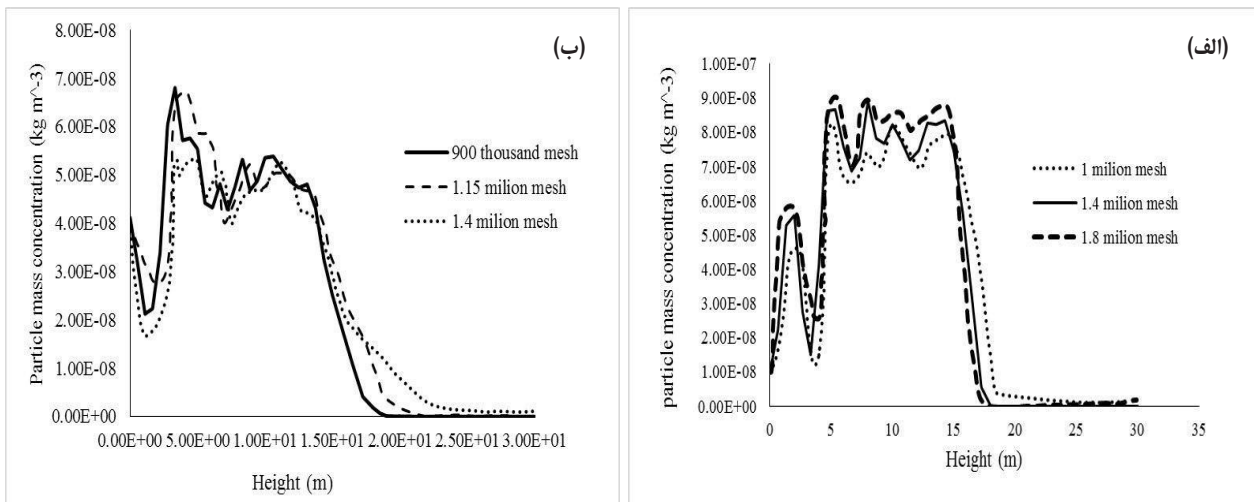 (ب)
Particle mass concentration (kg m^-3)
8.00E-08
7.00E-08
6.00E-08
5.00E-08
4.00E-08
3.00E-08
2.00E-08
1.00E-08
0.00E+00
0.00E+00 5.00E+00 1.00E+01 1.50E+01 2.00E+01 2.50E+01 3.00E+01
Height (m)
900 thousand mesh
1.15 milion mesh
1.4 milion mesh
(الف)
particle mass concentration (kg m^-3)
1.00E-07
9.00E-08
8.00E-08
7.00E-08
6.00E-08
5.00E-08
4.00E-08
3.00E-08
2.00E-08
1.00E-08
0.00E+00
0 5 10 15 20 25 30 35
Height (m)
1 milion mesh
1.4 milion mesh
1.8 milion mesh